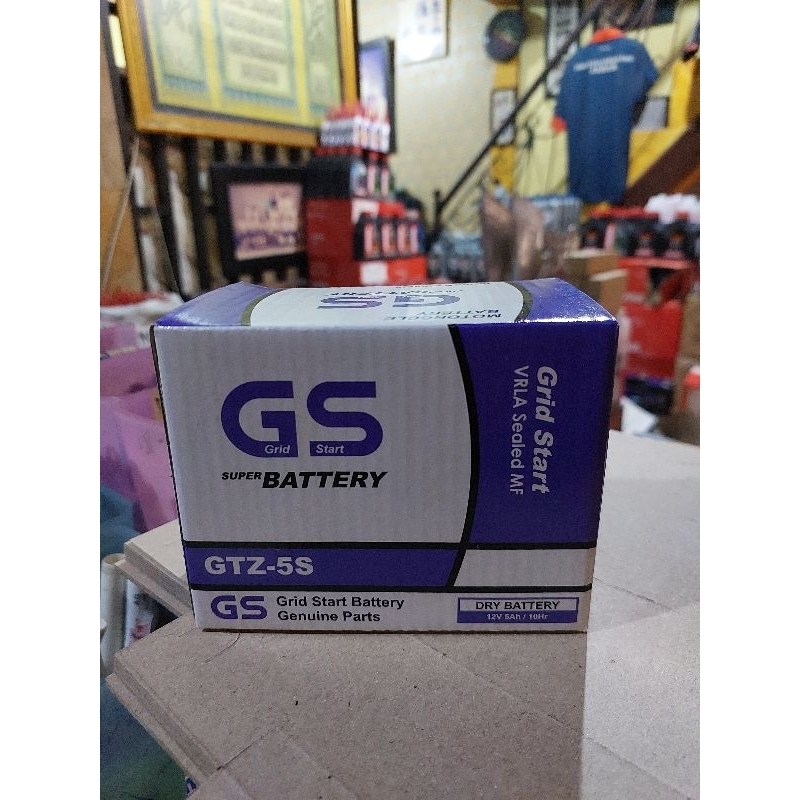 GS
MOTORCYCLE
BATTERY
GS
Grid Start
SUPER BATTERY
Grid Start
VRLA Sealed MF
GTZ-5S
GS Grid Start Battery
Genuine Parts
DRY BATTERY
12V 5Ah / 10Hr